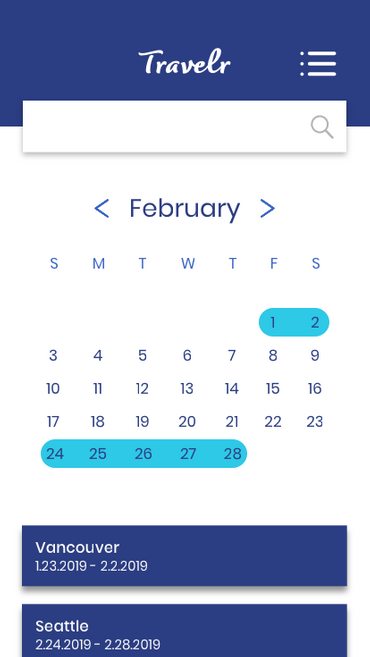 Travelr
< February >
S M T W T F S
1 2
3 4 5 6 7 8 9
10 11 12 13 14 15 16
17 18 19 20 21 22 23
24 25 26 27 28
Vancouver
1.23.2019 - 2.2.2019
Seattle
2.24.2019 - 2.28.2019